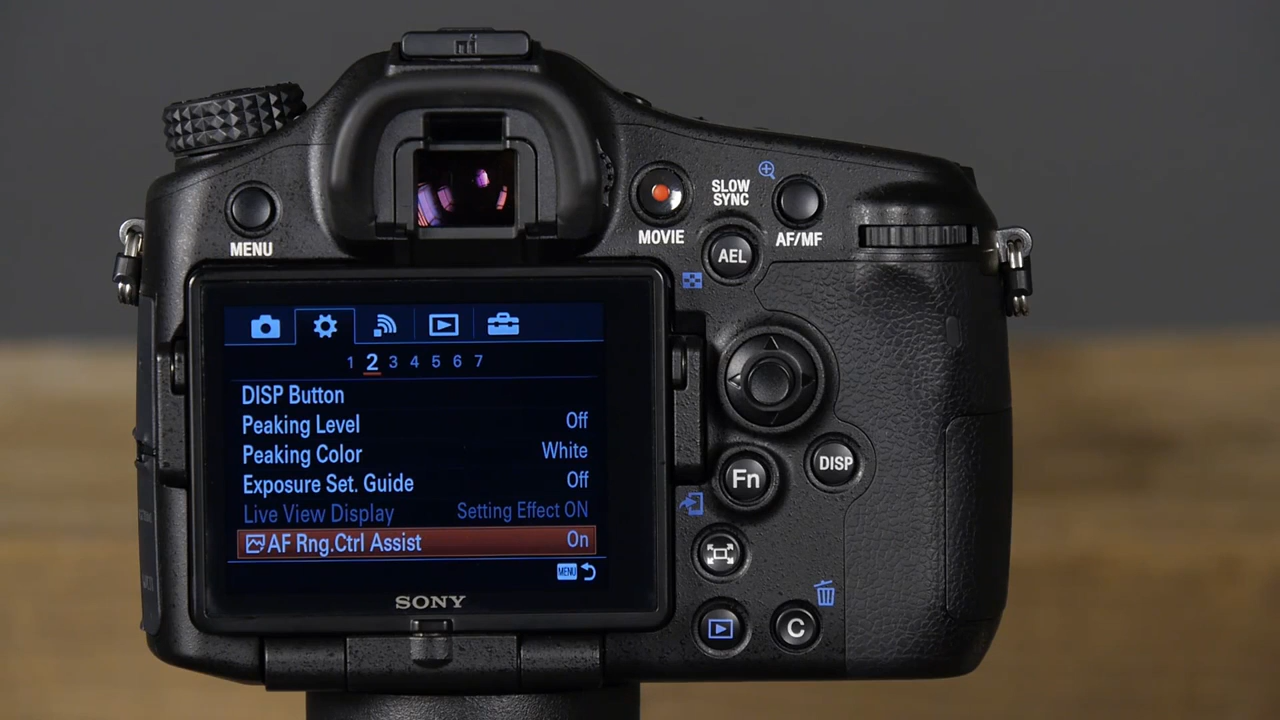 MENU
MOVIE
SLOW
SYNC
AF/MF
AEL
1 2 3 4 5 6 7
DISP Button
Peaking Level Off
Peaking Color White
Exposure Set. Guide Off
Live View Display Setting Effect ON
AF Rng.Ctrl Assist On
MENU
SONY
DISP
Fn
C